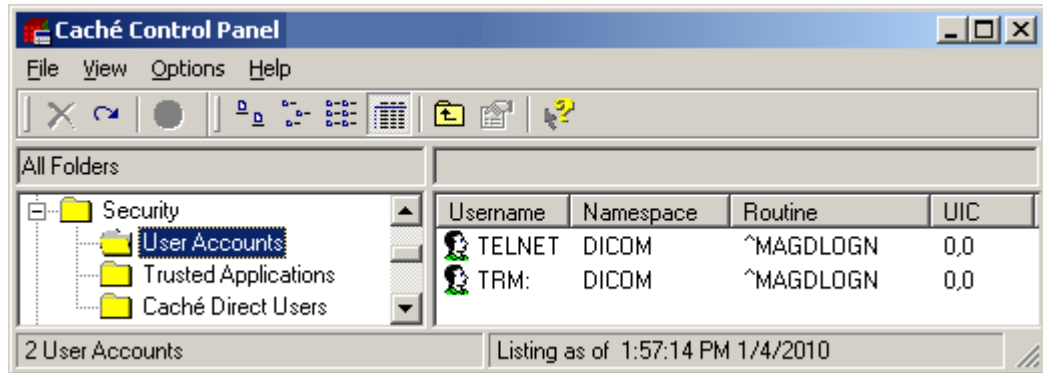 Caché Control Panel
File View Options Help
All Folders
Security
User Accounts
Trusted Applications
Caché Direct Users
Username Namespace Routine UIC
TELNET DICOM ^MAGDLOGN 0,0
TRM: DICOM ^MAGDLOGN 0,0
2 User Accounts
Listing as of 1:57:14 PM 1/4/2010